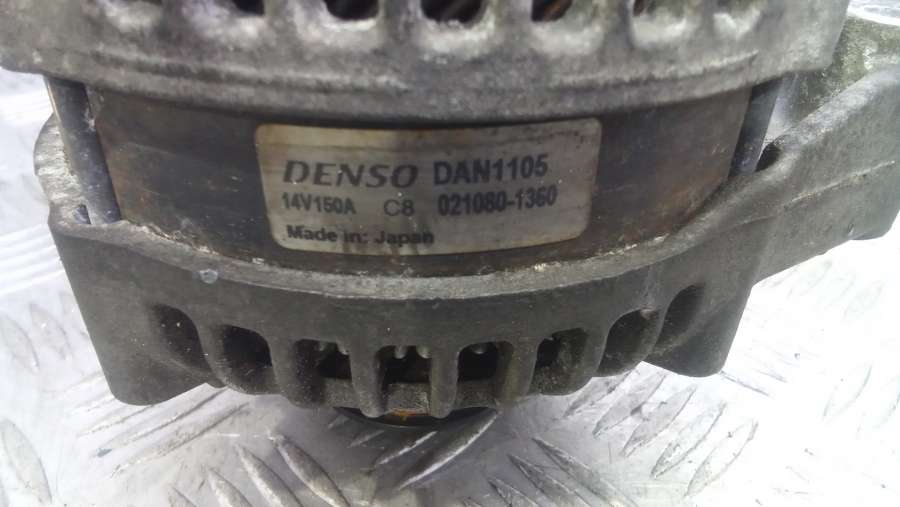 DENSO DAN1105
14V150A C8 021080-1360
Made in: Japan